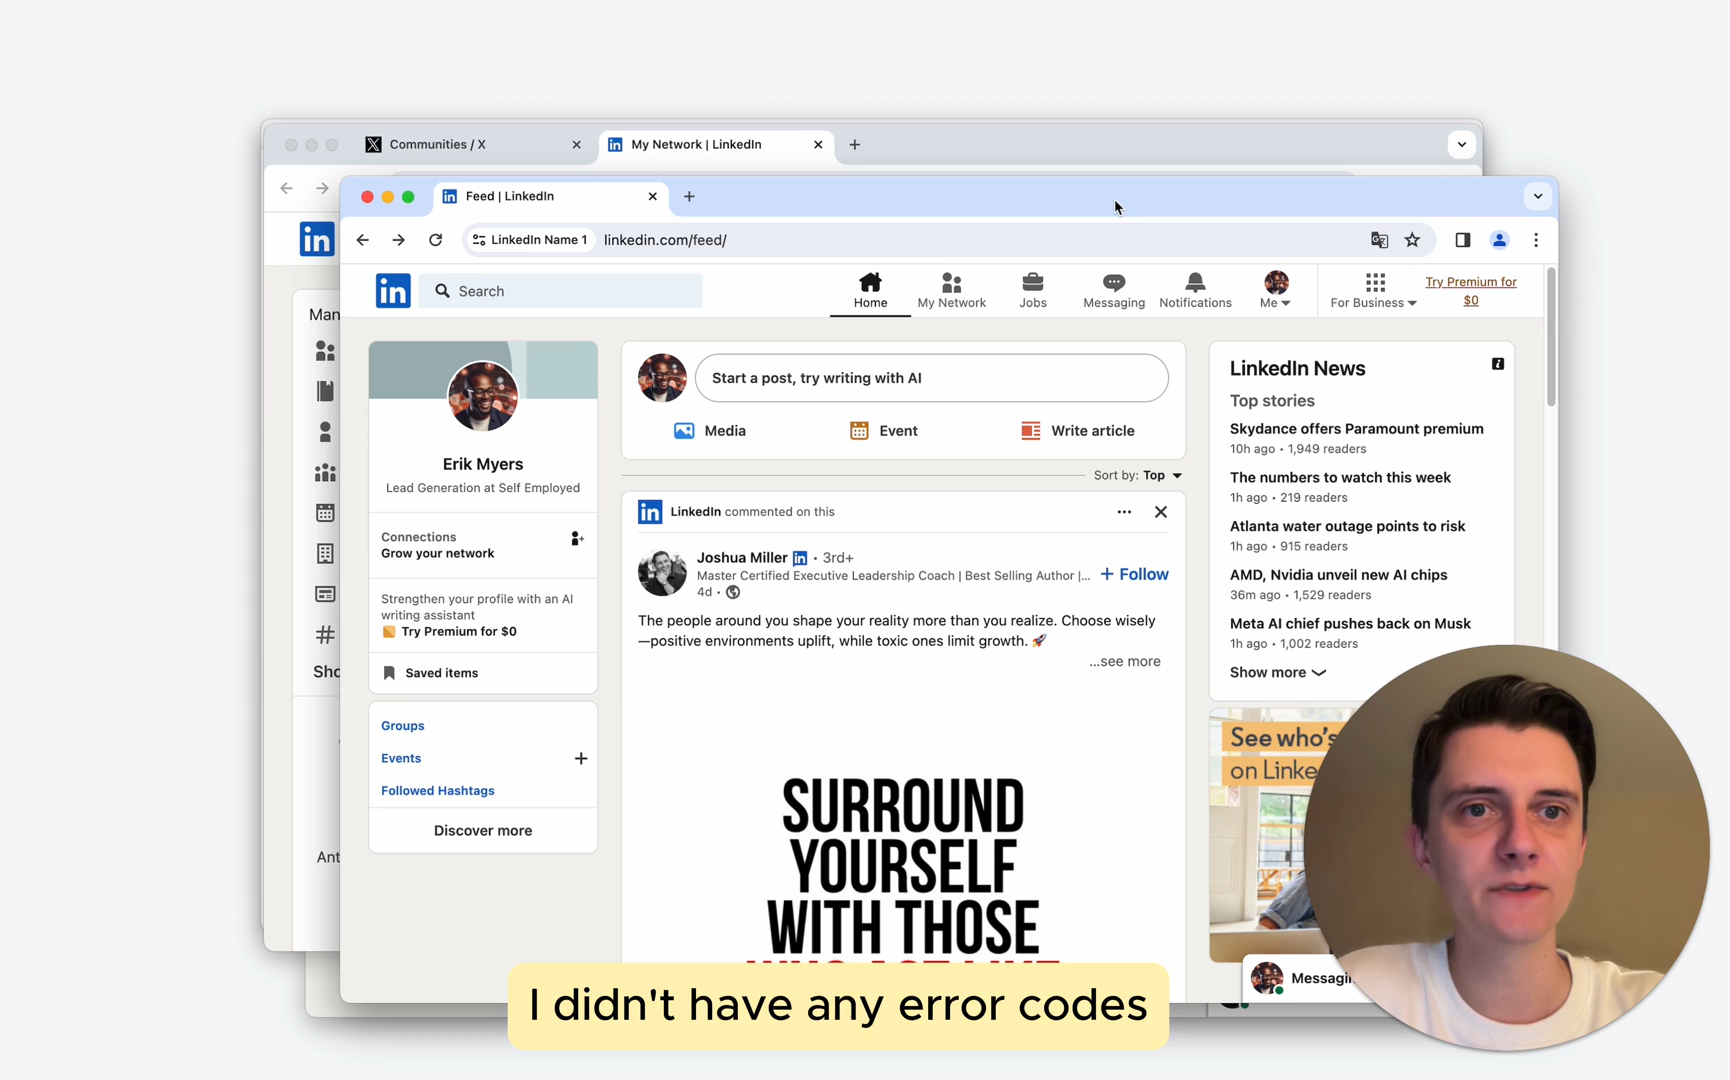 Communities / X
My Network | LinkedIn
Feed | LinkedIn
LinkedIn Name 1
linkedin.com/feed/
in
in
Search
Home
My Network
Jobs
Messaging
Notifications
Me
For Business
Try Premium for
$0
Man
Sho
Ant
Erik Myers
Lead Generation at Self Employed
Connections
Grow your network
Strengthen your profile with an AI
writing assistant
Try Premium for $0
Saved items
Groups
Events
Followed Hashtags
Discover more
Start a post, try writing with AI
Media
Event
Write article
Sort by: Top
in
LinkedIn commented on this
Joshua Miller in • 3rd+
Master Certified Executive Leadership Coach | Best Selling Author |...
+ Follow
4d •
The people around you shape your reality more than you realize. Choose wisely
—positive environments uplift, while toxic ones limit growth. 🚀
...see more
SURROUND
YOURSELF
WITH THOSE
LinkedIn News
Top stories
Skydance offers Paramount premium
10h ago • 1,949 readers
The numbers to watch this week
1h ago • 219 readers
Atlanta water outage points to risk
1h ago • 915 readers
AMD, Nvidia unveil new AI chips
36m ago • 1,529 readers
Meta AI chief pushes back on Musk
1h ago • 1,002 readers
Show more
See who's
on Linke
Messagin
I didn't have any error codes